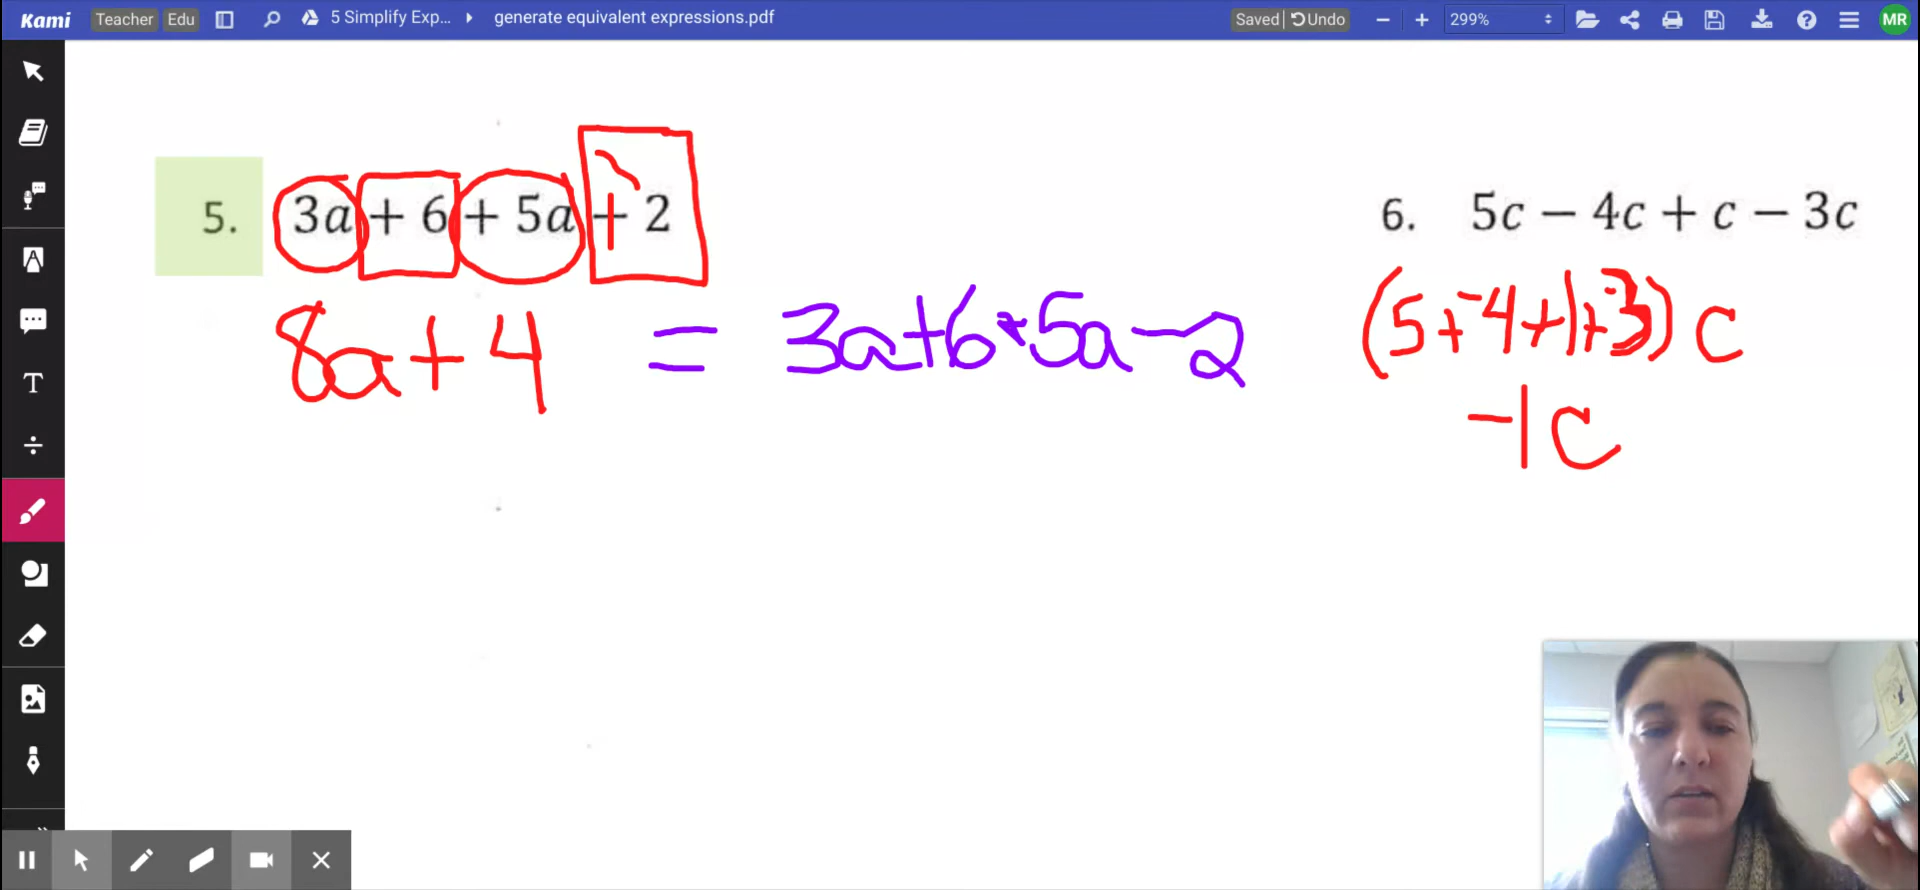 Kami Teacher Edu 5 Simplify Exp... generate equivalent expressions.pdf Saved Undo 299% MR
5. 3a + 6 + 5a + - 2
6. 5c − 4c + c − 3c
8a + 4 = 3a+6+5a-2
(5+-4+1+-3) c
-1c